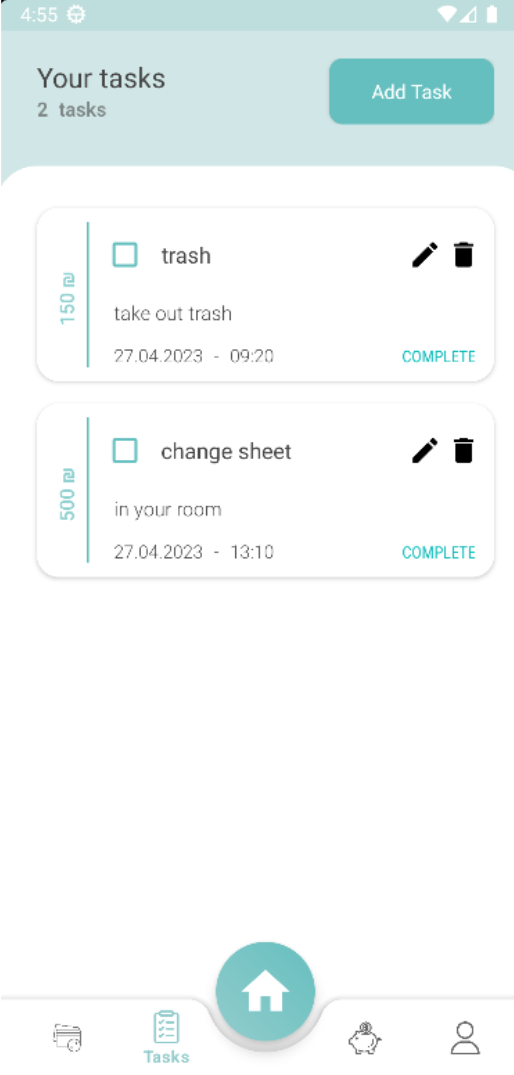 4:55
Your tasks
2 tasks
Add Task
150 ₪
trash
take out trash
27.04.2023 - 09:20
COMPLETE
500 ₪
change sheet
in your room
27.04.2023 - 13:10
COMPLETE
Tasks